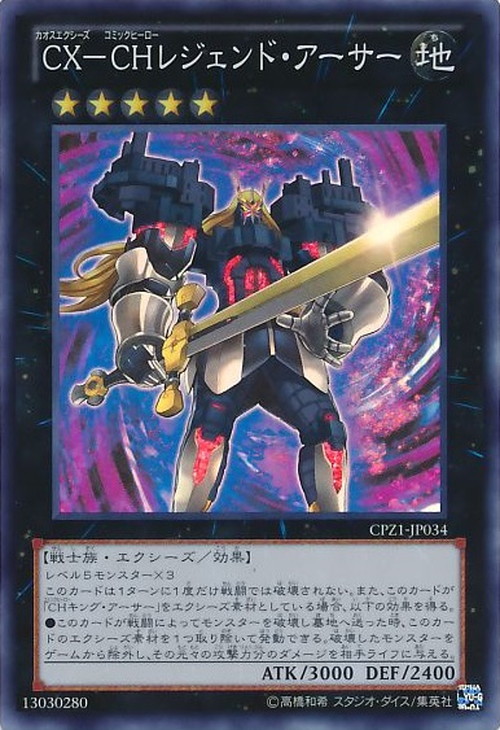 カオスエクシーズ コミックヒーロー
CX－CHレジェンド・アーサー 地
CPZ1-JP034
【戦士族・エクシーズ／効果】
レベル５モンスター×３
このカードは１ターンに１度だけ戦闘では破壊されない。また、このカードが
「CHキング・アーサー」をエクシーズ素材としている場合、以下の効果を得る。
●このカードが戦闘によってモンスターを破壊し墓地へ送った時、このカー
ドのエクシーズ素材を１つ取り除いて発動できる。破壊したモンスターを
ゲームから除外し、その元々の攻撃力分のダメージを相手ライフに与える。
ATK/3000 DEF/2400
13030280 ©高橋和希 スタジオ・ダイス/集英社